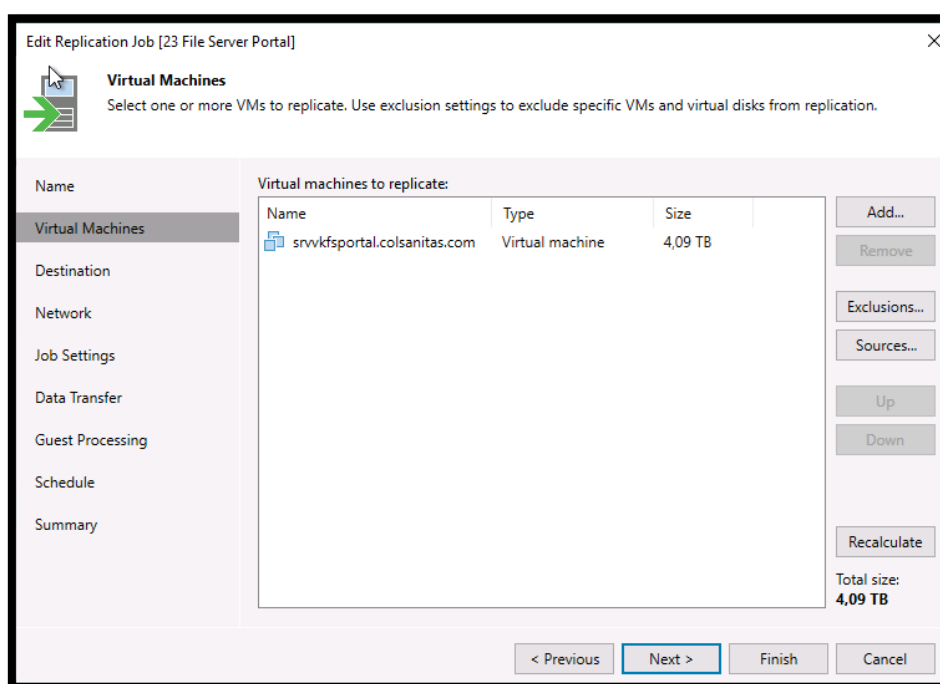 Edit Replication Job [23 File Server Portal]
Virtual Machines
Select one or more VMs to replicate. Use exclusion settings to exclude specific VMs and virtual disks from replication.
Name
Virtual Machines
Destination
Network
Job Settings
Data Transfer
Guest Processing
Schedule
Summary
Virtual machines to replicate:
Name Type Size
srvvkfsportal.colsanitas.com Virtual machine 4,09 TB
Add...
Remove
Exclusions...
Sources...
Up
Down
Recalculate
Total size:
4,09 TB
< Previous Next > Finish Cancel